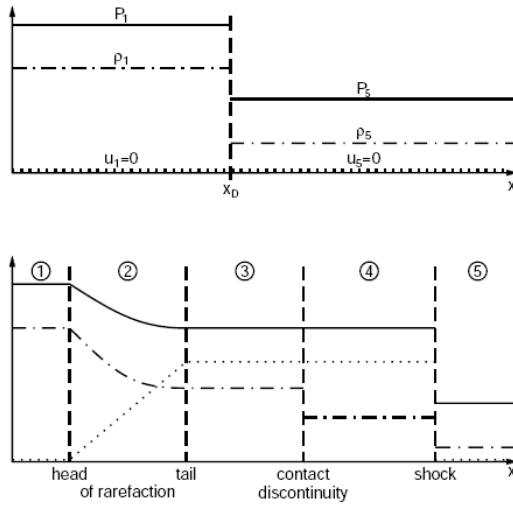 P₁
ρ₁
P₅
ρ₅
u₁=0 u₅=0
x_D x
① ② ③ ④ ⑤
head tail contact shock x
of rarefaction discontinuity